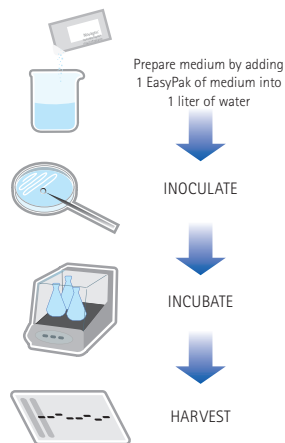 Prepare medium by adding
1 EasyPak of medium into
1 liter of water
INOCULATE
INCUBATE
HARVEST